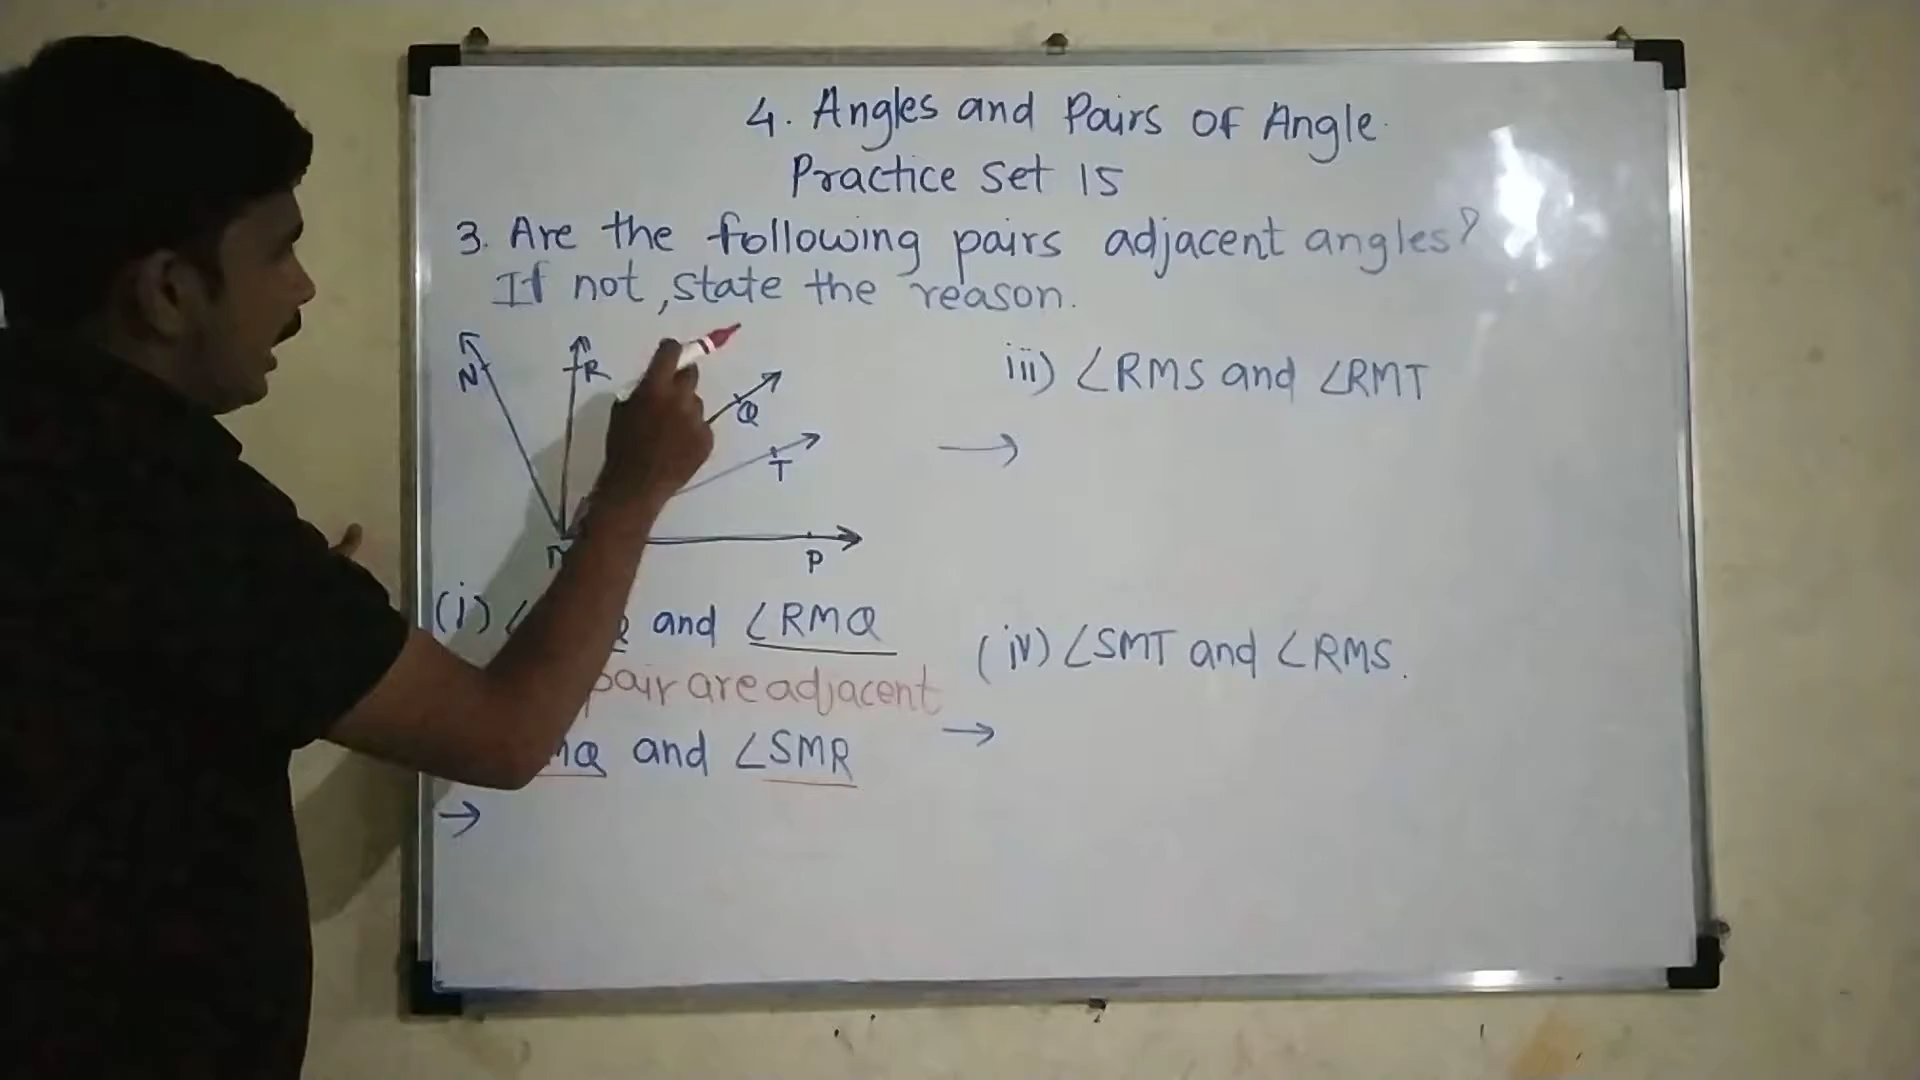 4. Angles and Pairs of Angle.
Practice Set 15
3. Are the following pairs adjacent angles?
If not, state the reason.
N
R
Q
T
P
(i) ∠ and ∠RMQ
pair are adjacent
MQ and ∠SMR
→
iii) ∠RMS and ∠RMT
→
(iv) ∠SMT and ∠RMS.
→